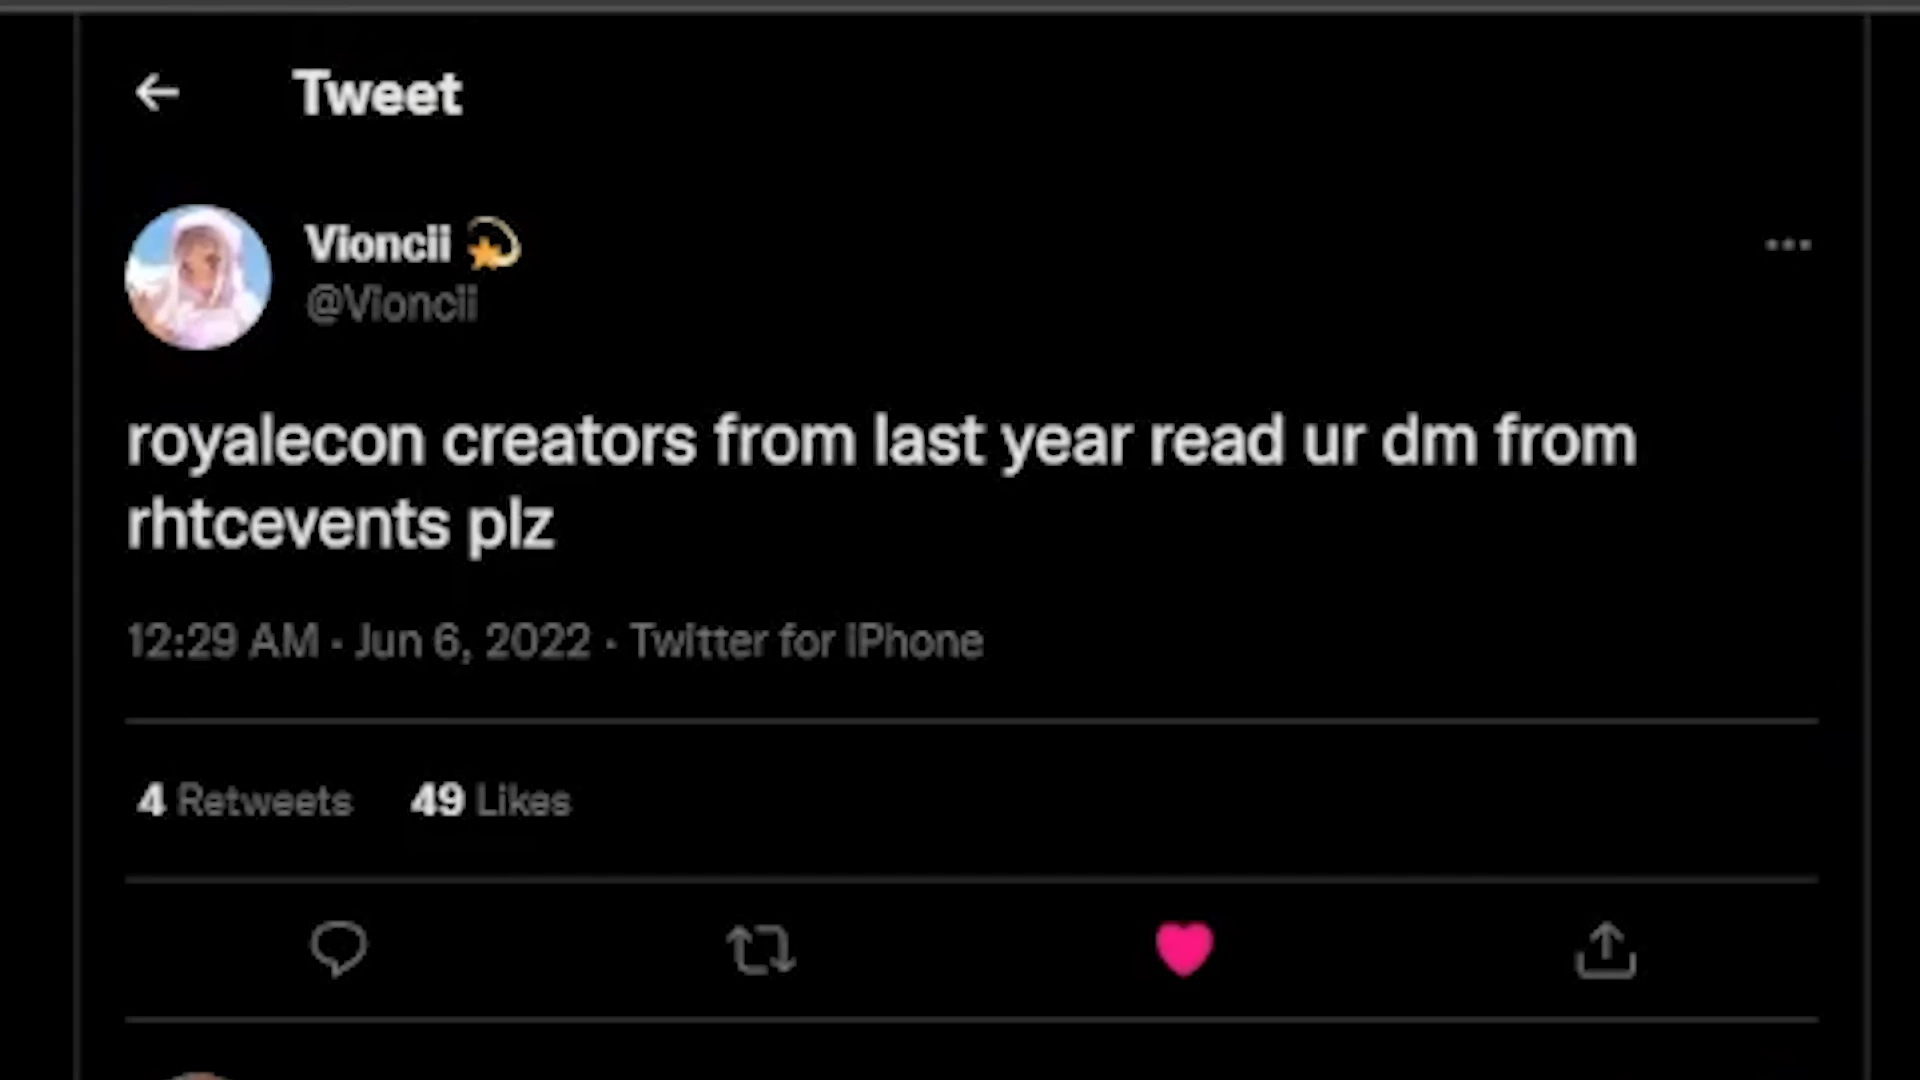 Tweet
Vioncii 💫
@Vioncii
royalecon creators from last year read ur dm from
rhtcevents plz
12:29 AM · Jun 6, 2022 · Twitter for iPhone
4 Retweets 49 Likes